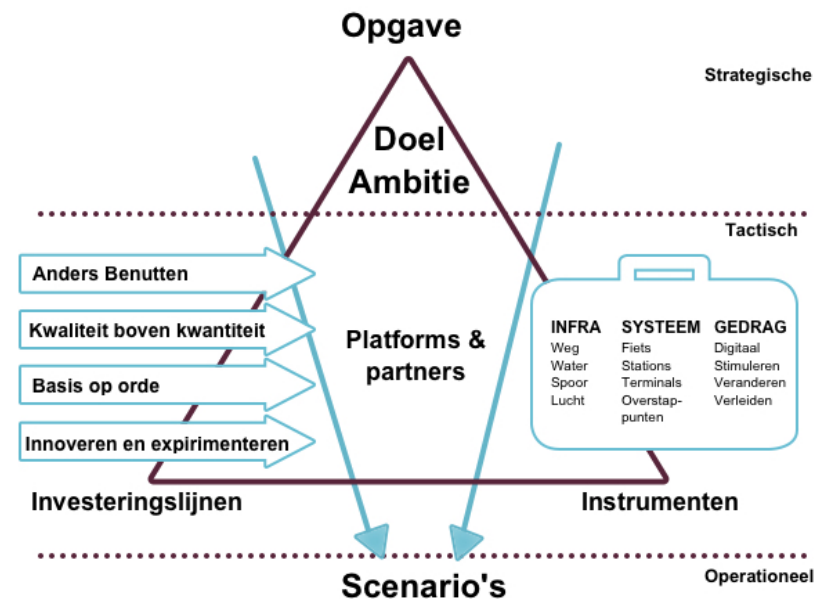 Opgave
Strategische
Doel
Ambitie
Tactisch
Anders Benutten
Kwaliteit boven kwantiteit
Basis op orde
Innoveren en expirimenteren
Platforms &
partners
INFRA SYSTEEM GEDRAG
Weg Fiets Digitaal
Water Stations Stimuleren
Spoor Terminals Veranderen
Lucht Overstap- Verleiden
punten
Investeringslijnen
Instrumenten
Operationeel
Scenario's